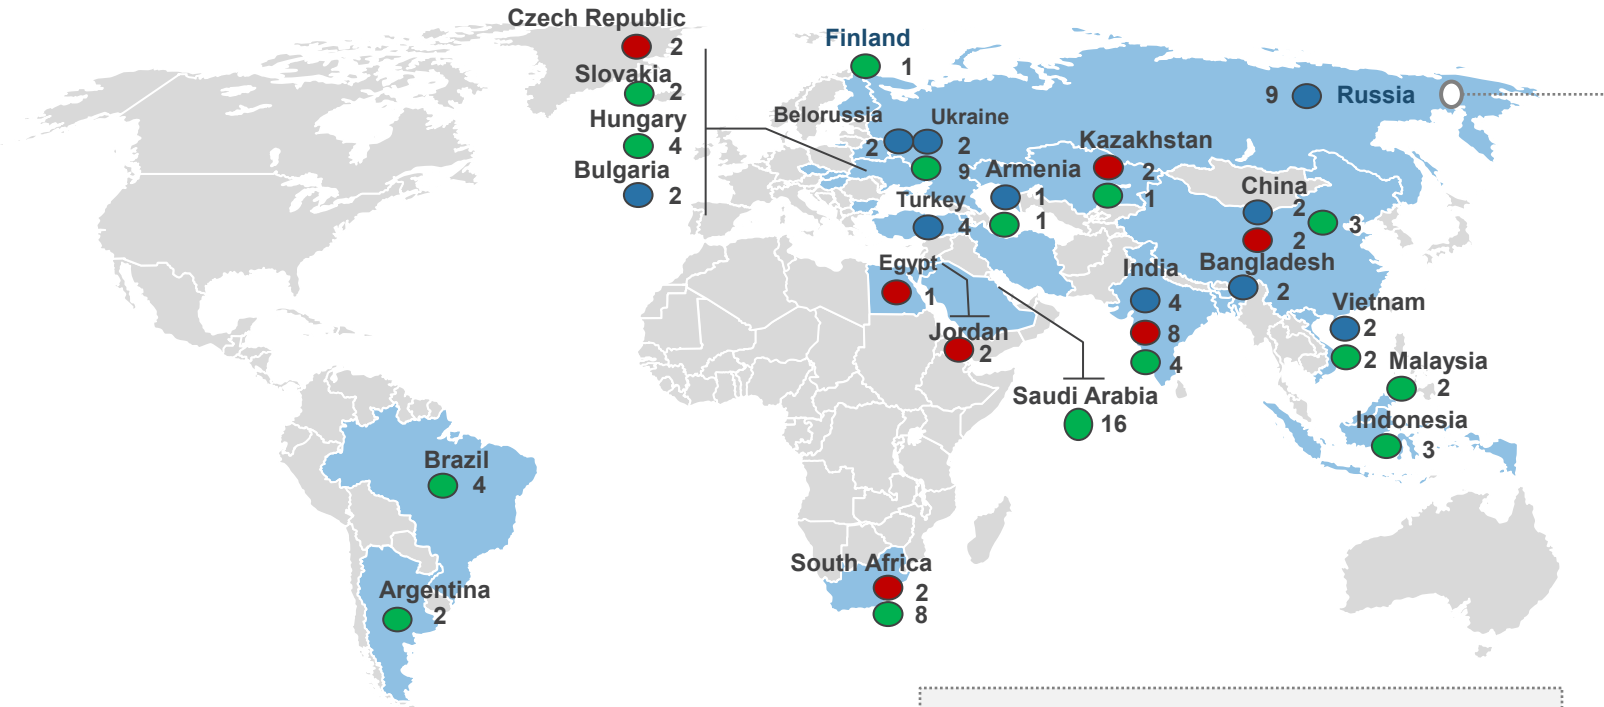 Czech Republic
2
Slovakia
2
Hungary
4
Bulgaria
2
Finland
1
9 Russia
Belorussia
2
Ukraine
2
9
Kazakhstan
2
1
Armenia
1
1
Turkey
4
China
2
3
2
Egypt
1
Jordan
2
Saudi Arabia
16
India
4
8
4
Bangladesh
2
Vietnam
2
2
Malaysia
2
Indonesia
3
Brazil
4
Argentina
2
South Africa
2
8